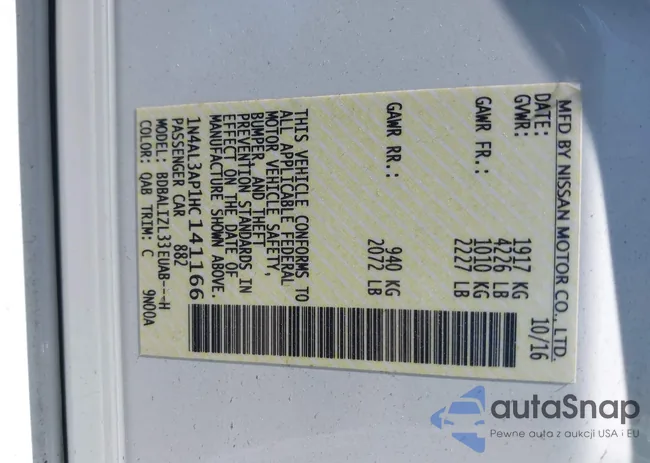 MFD BY NISSAN MOTOR CO., LTD.
DATE: 10/16
GVWR: 1917 KG
4226 LB
GAWR FR.: 1010 KG
2227 LB
GAWR RR.: 940 KG
2072 LB
THIS VEHICLE CONFORMS TO
ALL APPLICABLE FEDERAL
MOTOR VEHICLE SAFETY,
BUMPER, AND THEFT
PREVENTION STANDARDS IN
EFFECT ON THE DATE OF
MANUFACTURE SHOWN ABOVE.
1N4AL3AP1HC141166
PASSENGER CAR 882
MODEL: BDBALIZL33EUAB---H
COLOR: QAB TRIM: C 9N00A
autaSnap
Pewne auta z aukcji USA i EU